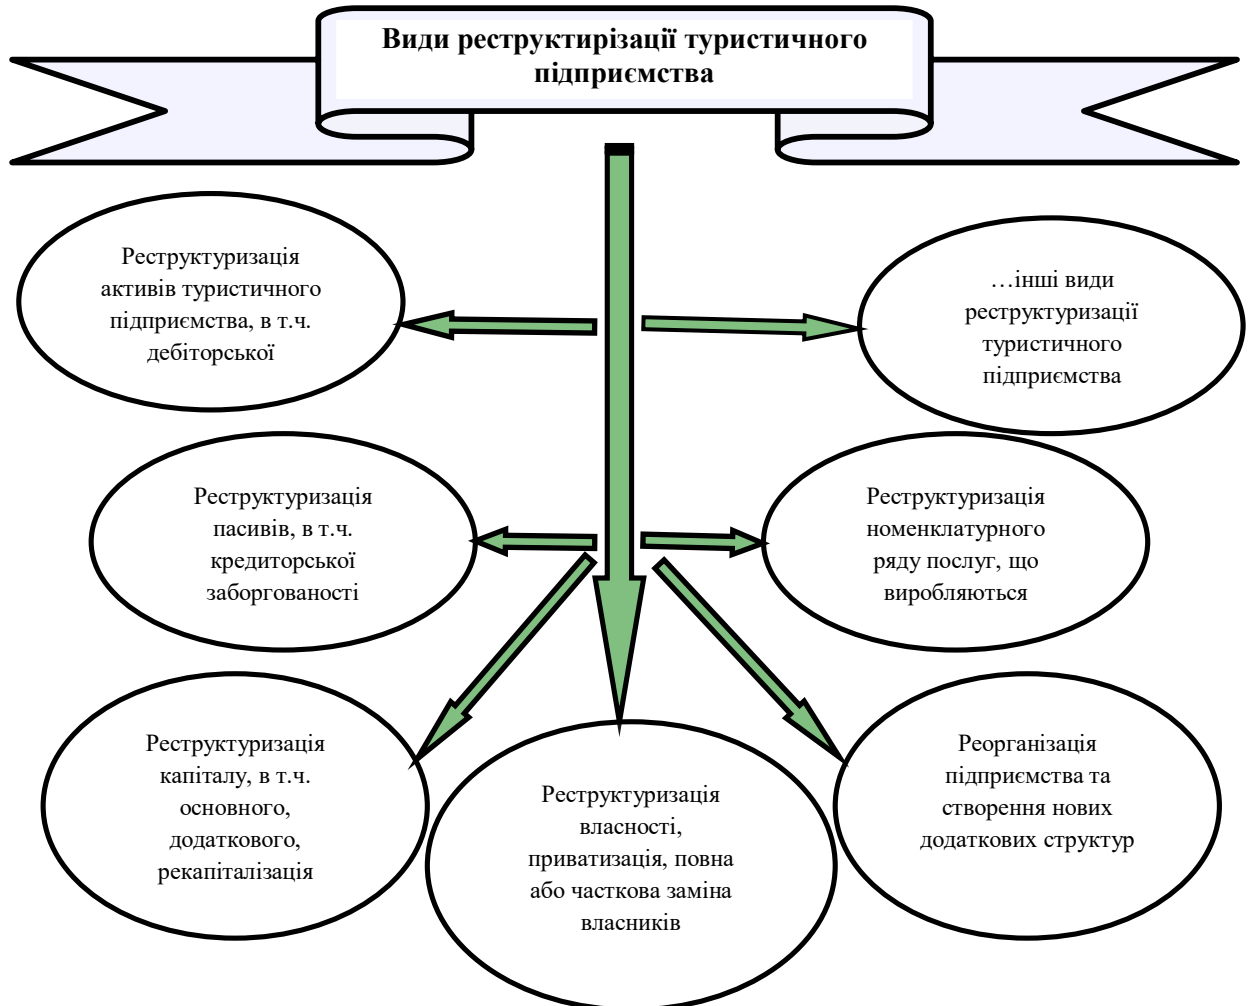 Види реструктирізації туристичного
підприємства
Реструктуризація
активів туристичного
підприємства, в т.ч.
дебіторської
…інші види
реструктуризації
туристичного
підприємства
Реструктуризація
пасивів, в т.ч.
кредиторської
заборгованості
Реструктуризація
номенклатурного
ряду послуг, що
виробляються
Реструктуризація
капіталу, в т.ч.
основного,
додаткового,
рекапіталізація
Реструктуризація
власності,
приватизація, повна
або часткова заміна
власників
Реорганізація
підприємства та
створення нових
додаткових структур